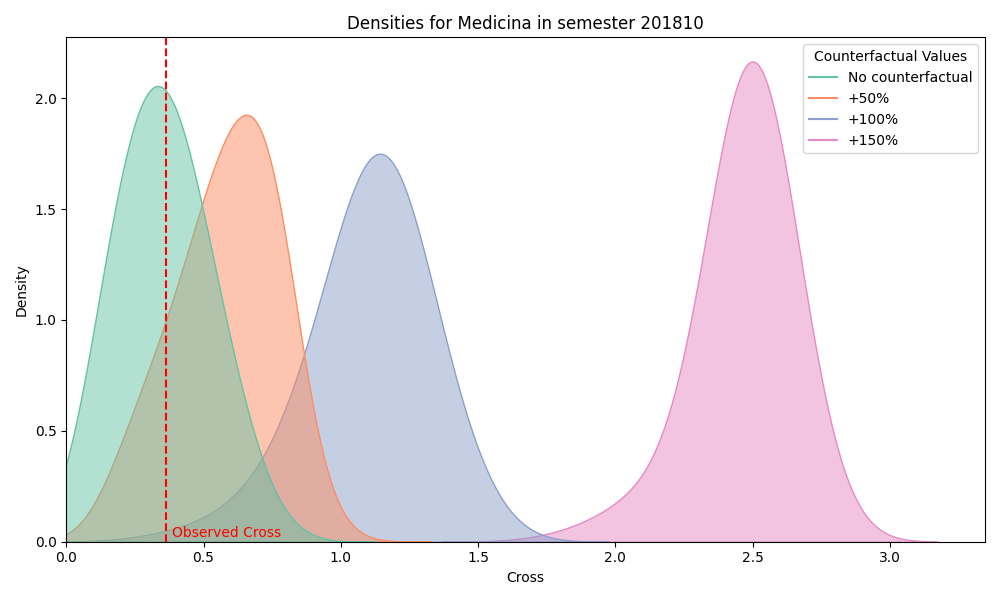 Densities for Medicina in semester 201810
Counterfactual Values
No counterfactual
+50%
+100%
+150%
Density
2.0
1.5
1.0
0.5
0.0
Observed Cross
0.0 0.5 1.0 1.5 2.0 2.5 3.0
Cross